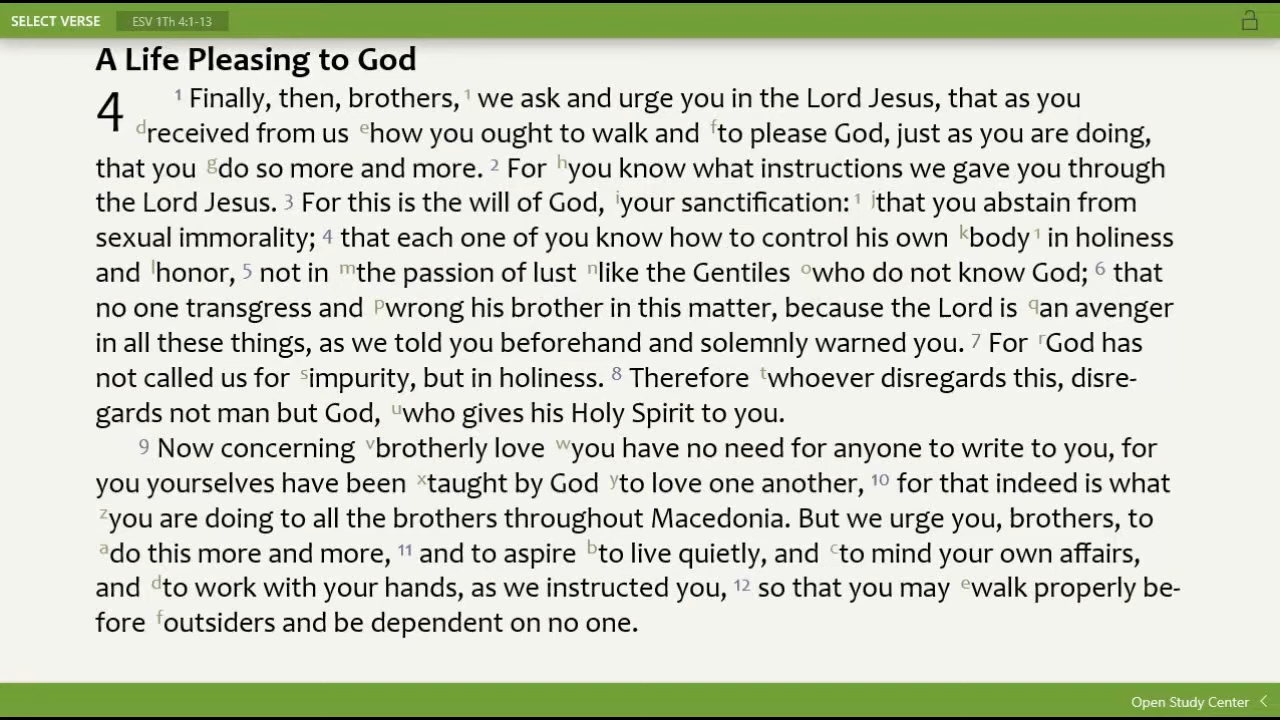 SELECT VERSE ESV 1Th 4:1-13
A Life Pleasing to God
4 1 Finally, then, brothers,1 we ask and urge you in the Lord Jesus, that as you
dreceived from us ehow you ought to walk and fto please God, just as you are doing,
that you gdo so more and more. 2 For hyou know what instructions we gave you through
the Lord Jesus. 3 For this is the will of God, iyour sanctification:1 jthat you abstain from
sexual immorality; 4 that each one of you know how to control his own kbody1 in holiness
and lhonor, 5 not in mthe passion of lust nlike the Gentiles owho do not know God; 6 that
no one transgress and pwrong his brother in this matter, because the Lord is qan avenger
in all these things, as we told you beforehand and solemnly warned you. 7 For rGod has
not called us for simpurity, but in holiness. 8 Therefore twhoever disregards this, disre-
gards not man but God, uwho gives his Holy Spirit to you.
9 Now concerning vbrotherly love wyou have no need for anyone to write to you, for
you yourselves have been xtaught by God yto love one another, 10 for that indeed is what
zyou are doing to all the brothers throughout Macedonia. But we urge you, brothers, to
ado this more and more, 11 and to aspire bto live quietly, and cto mind your own affairs,
and dto work with your hands, as we instructed you, 12 so that you may ewalk properly be-
fore foutsiders and be dependent on no one.
Open Study Center